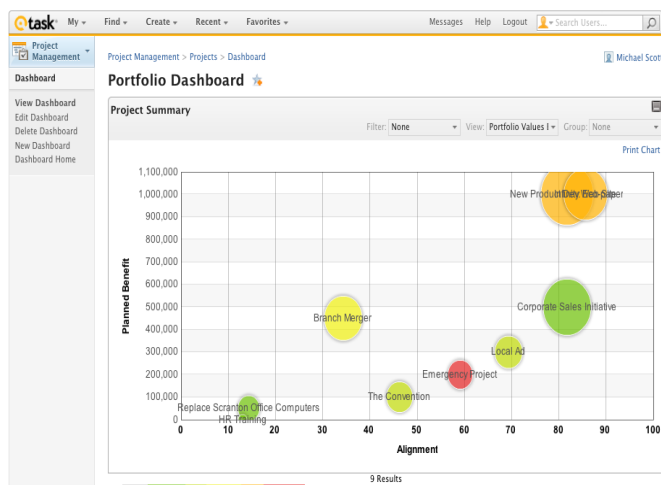 @task My Find Create Recent Favorites Messages Help Logout Search Users...
Project Management
Project Management > Projects > Dashboard
Dashboard
View Dashboard
Edit Dashboard
Delete Dashboard
New Dashboard
Dashboard Home
Michael Scott
Portfolio Dashboard
Project Summary
Filter: None View: Portfolio Values Group: None
Print Chart
Planned Benefit
1,100,000
1,000,000
900,000
800,000
700,000
600,000
500,000
400,000
300,000
200,000
100,000
0
Corporate Sales Initiative
Branch Merger
Local Ad
Emergency Project
The Convention
Replace Scranton Office Computers
HR Training
0 10 20 30 40 50 60 70 80 90 100
Alignment
9 Results